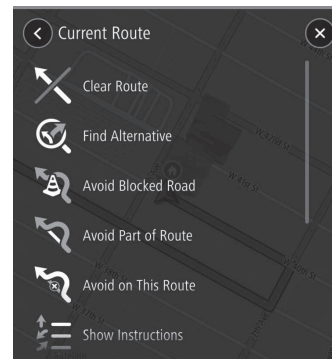 Current Route
Clear Route
Find Alternative
Avoid Blocked Road
Avoid Part of Route
Avoid on This Route
Show Instructions